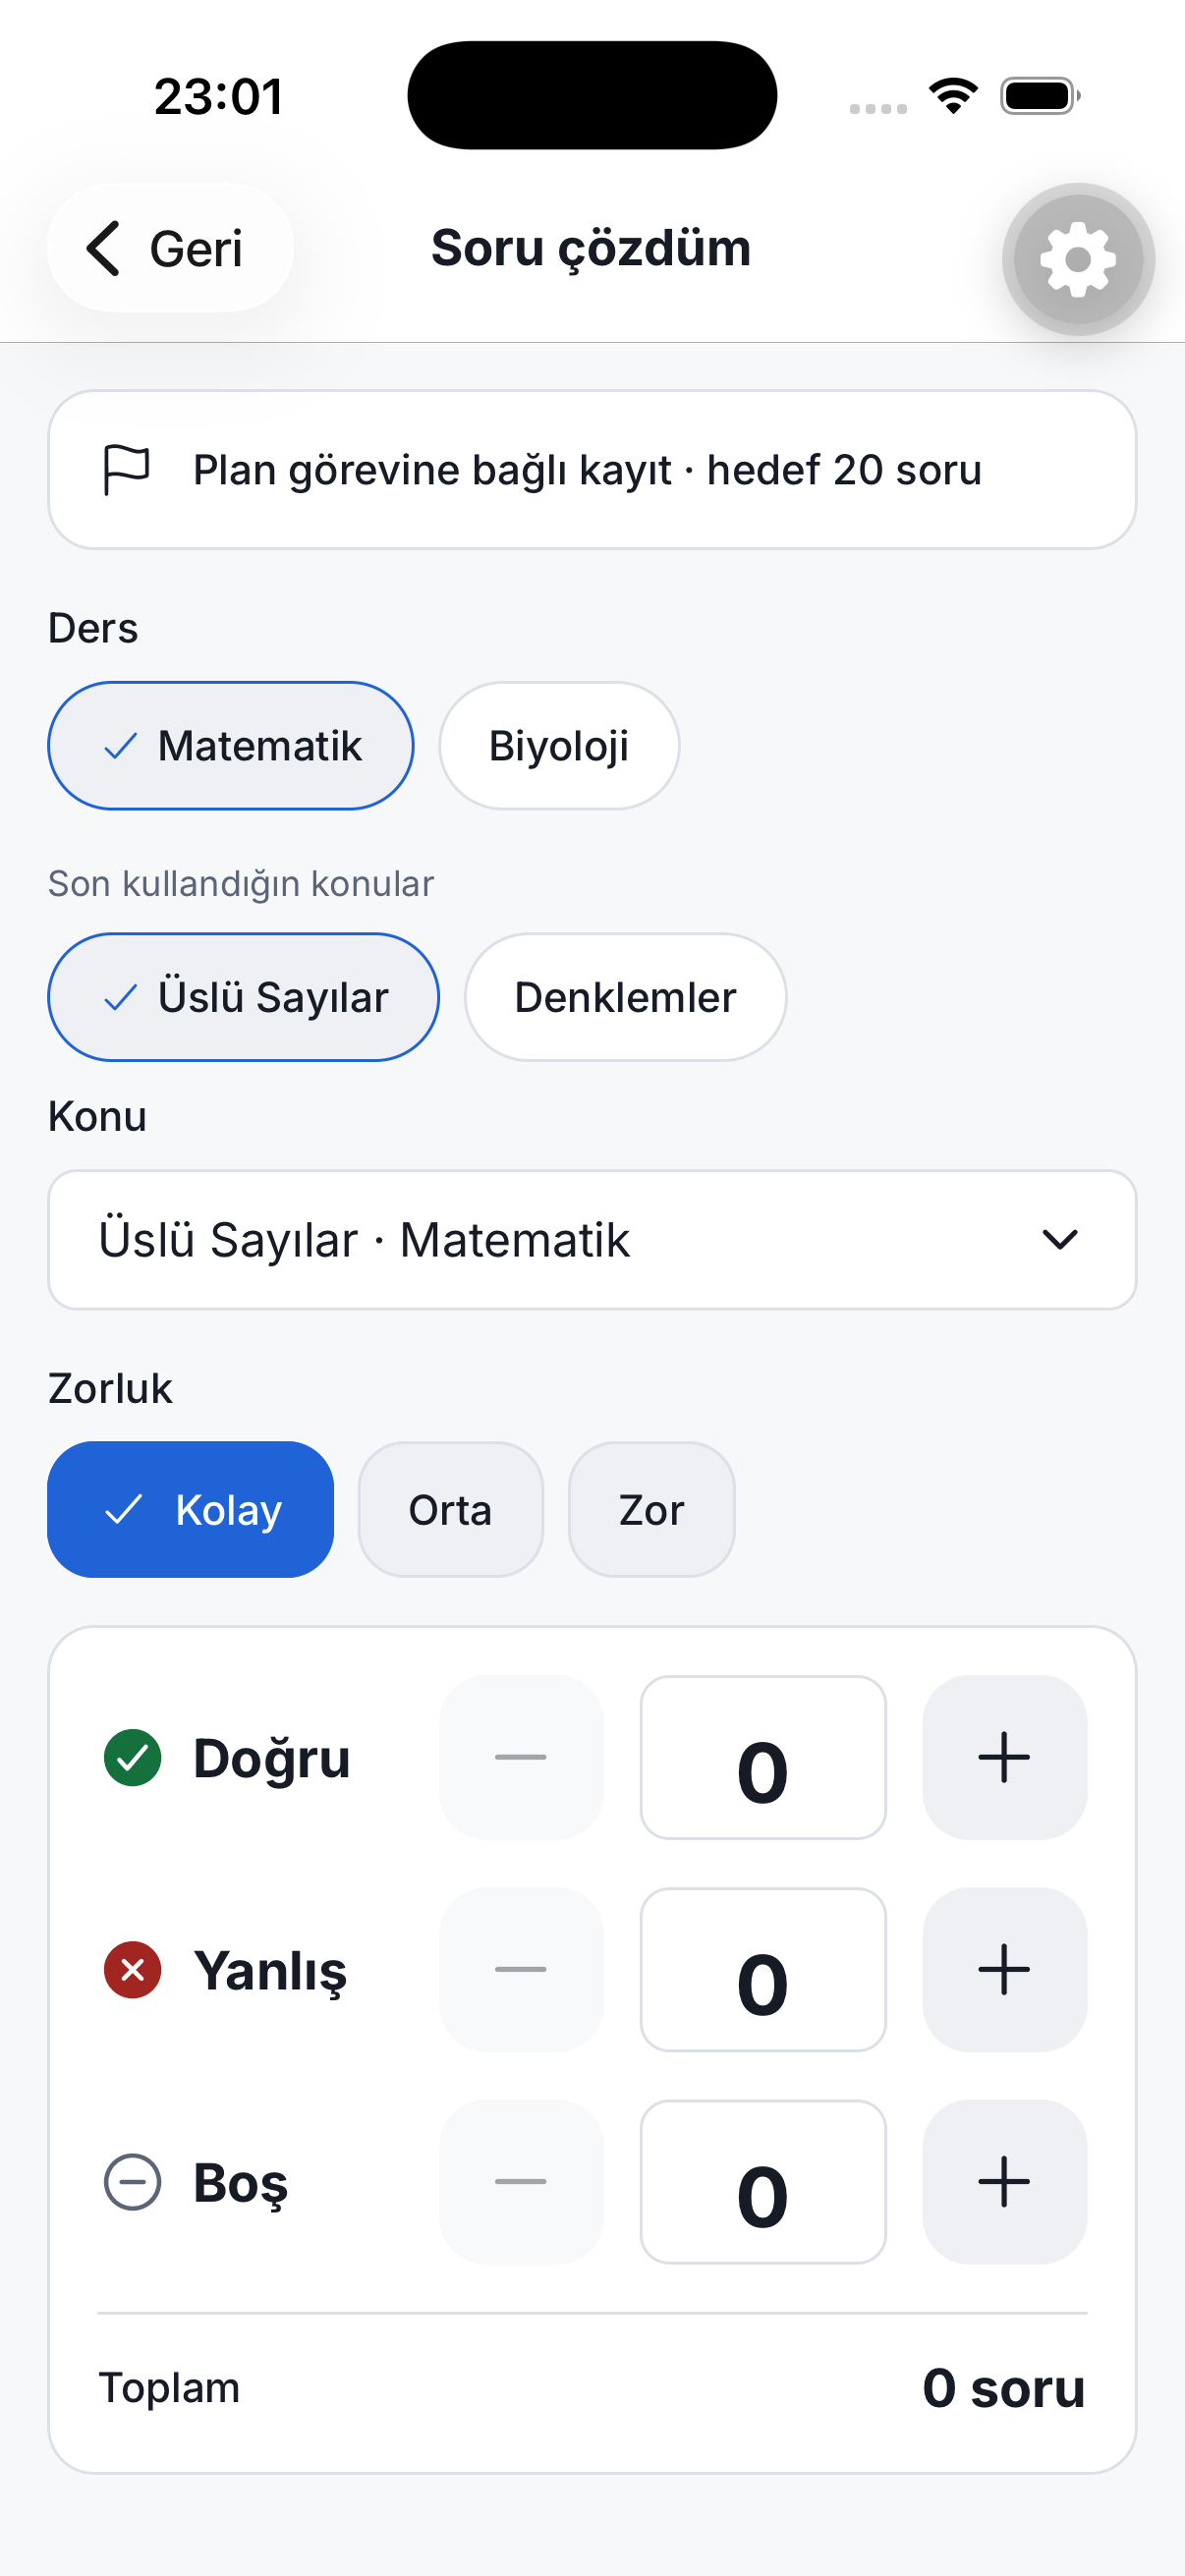 23:01
Geri
Soru çözdüm
Plan görevine bağlı kayıt · hedef 20 soru
Ders
Matematik
Biyoloji
Son kullandığın konular
Üslü Sayılar
Denklemler
Konu
Üslü Sayılar · Matematik
Zorluk
Kolay
Orta
Zor
Doğru
0
Yanlış
0
Boş
0
Toplam
0 soru